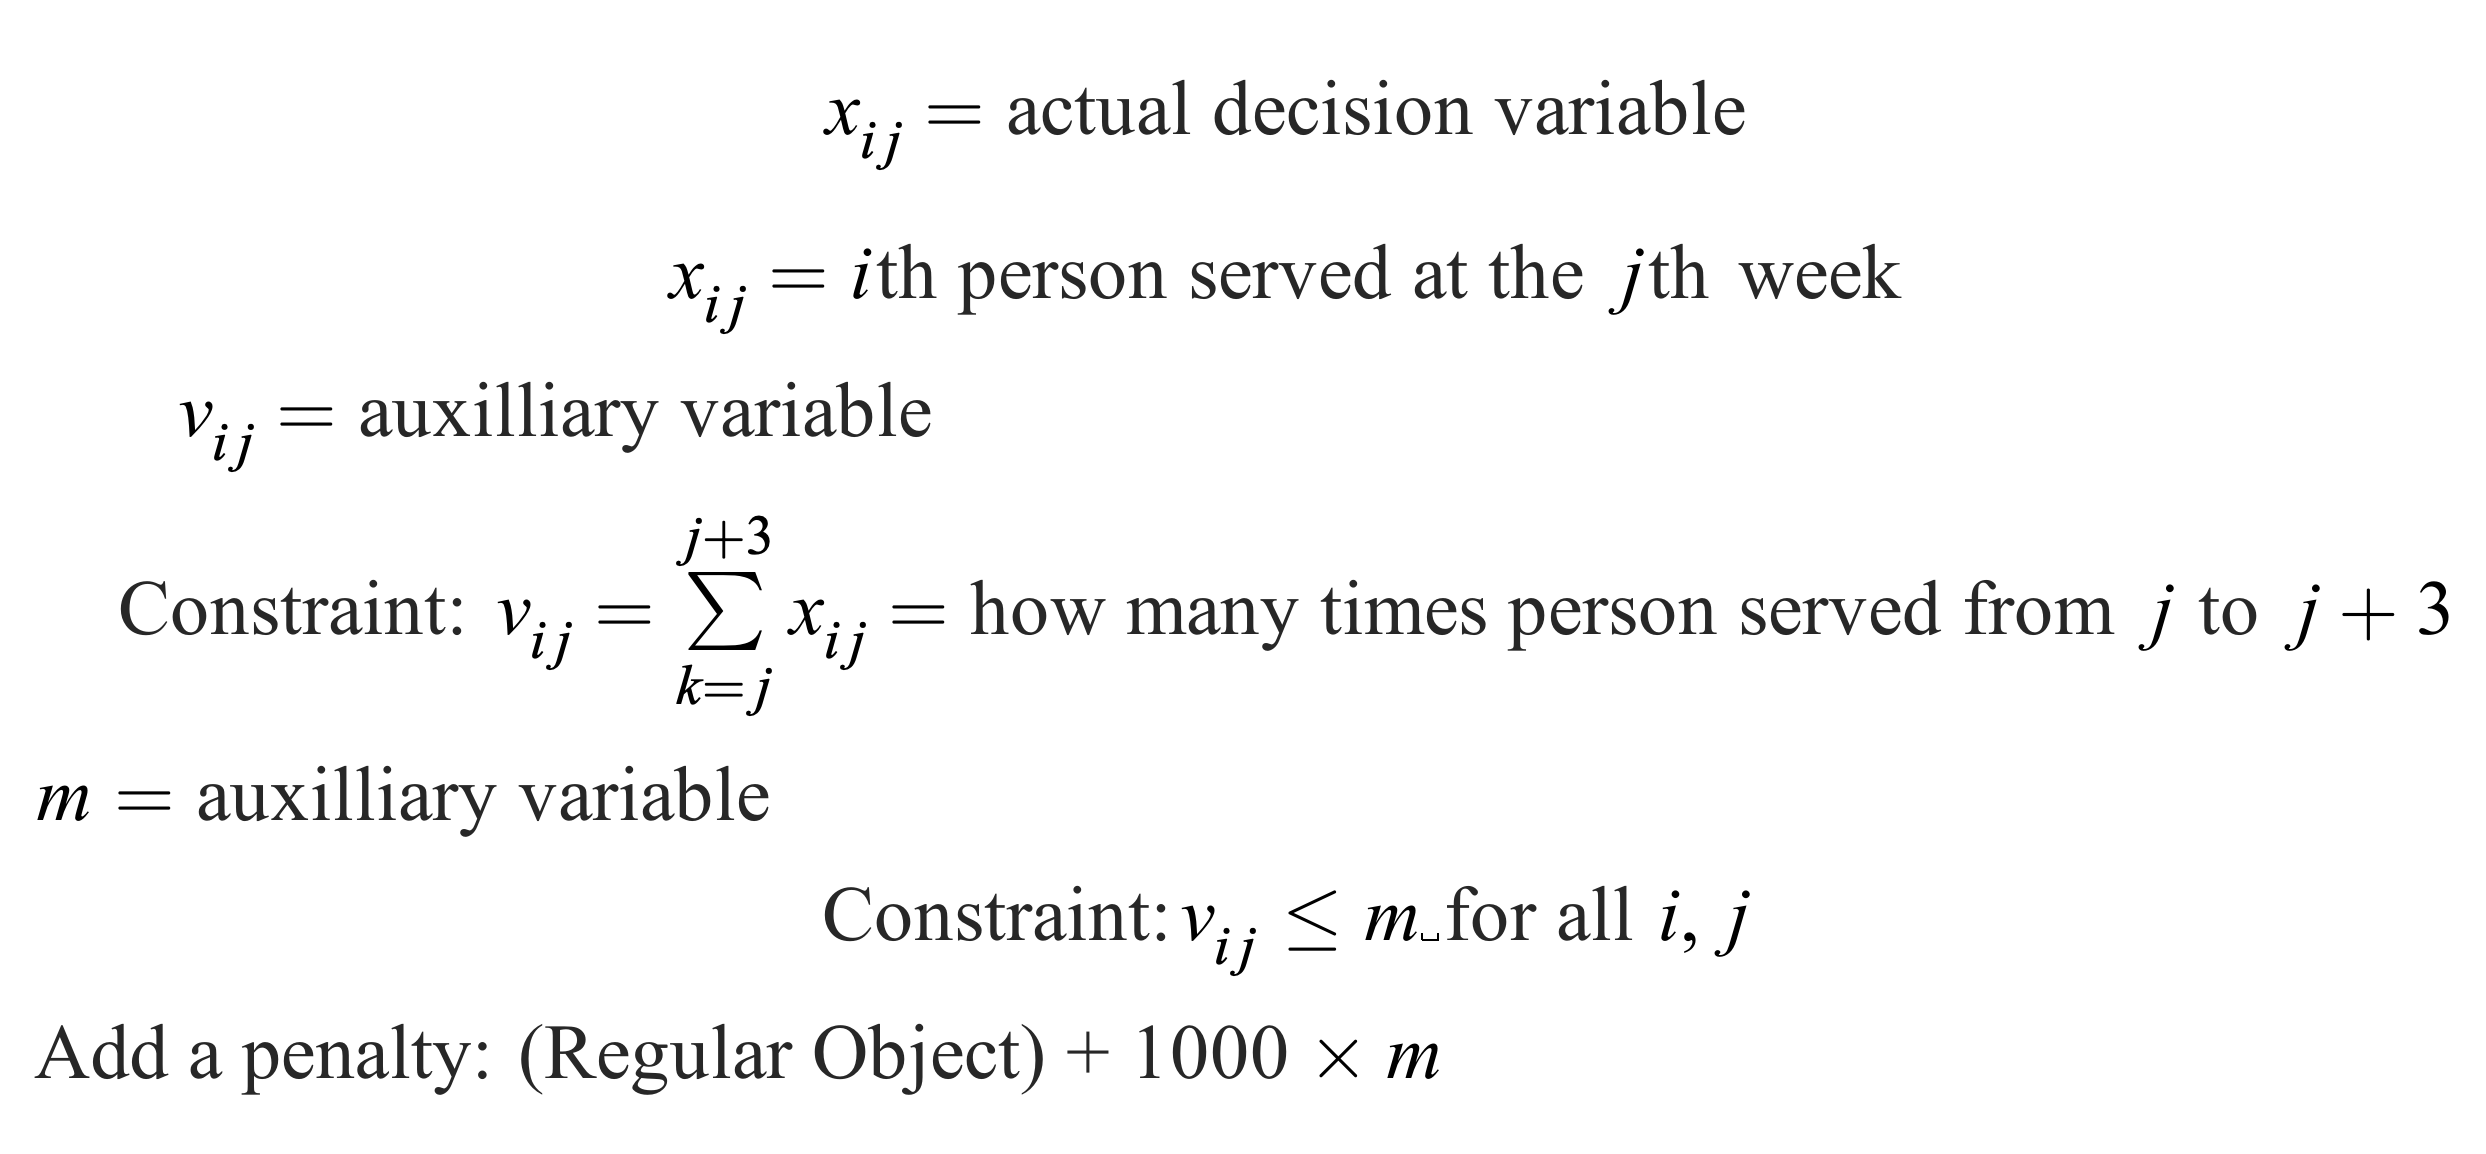 x_{ij} = actual decision variable
x_{ij} = ith person served at the jth week
v_{ij} = auxilliary variable
Constraint: v_{ij} = \sum_{k=j}^{j+3} x_{ij} = how many times person served from j to j + 3
m = auxilliary variable
Constraint: v_{ij} ≤ m␣for all i, j
Add a penalty: (Regular Object) + 1000 × m